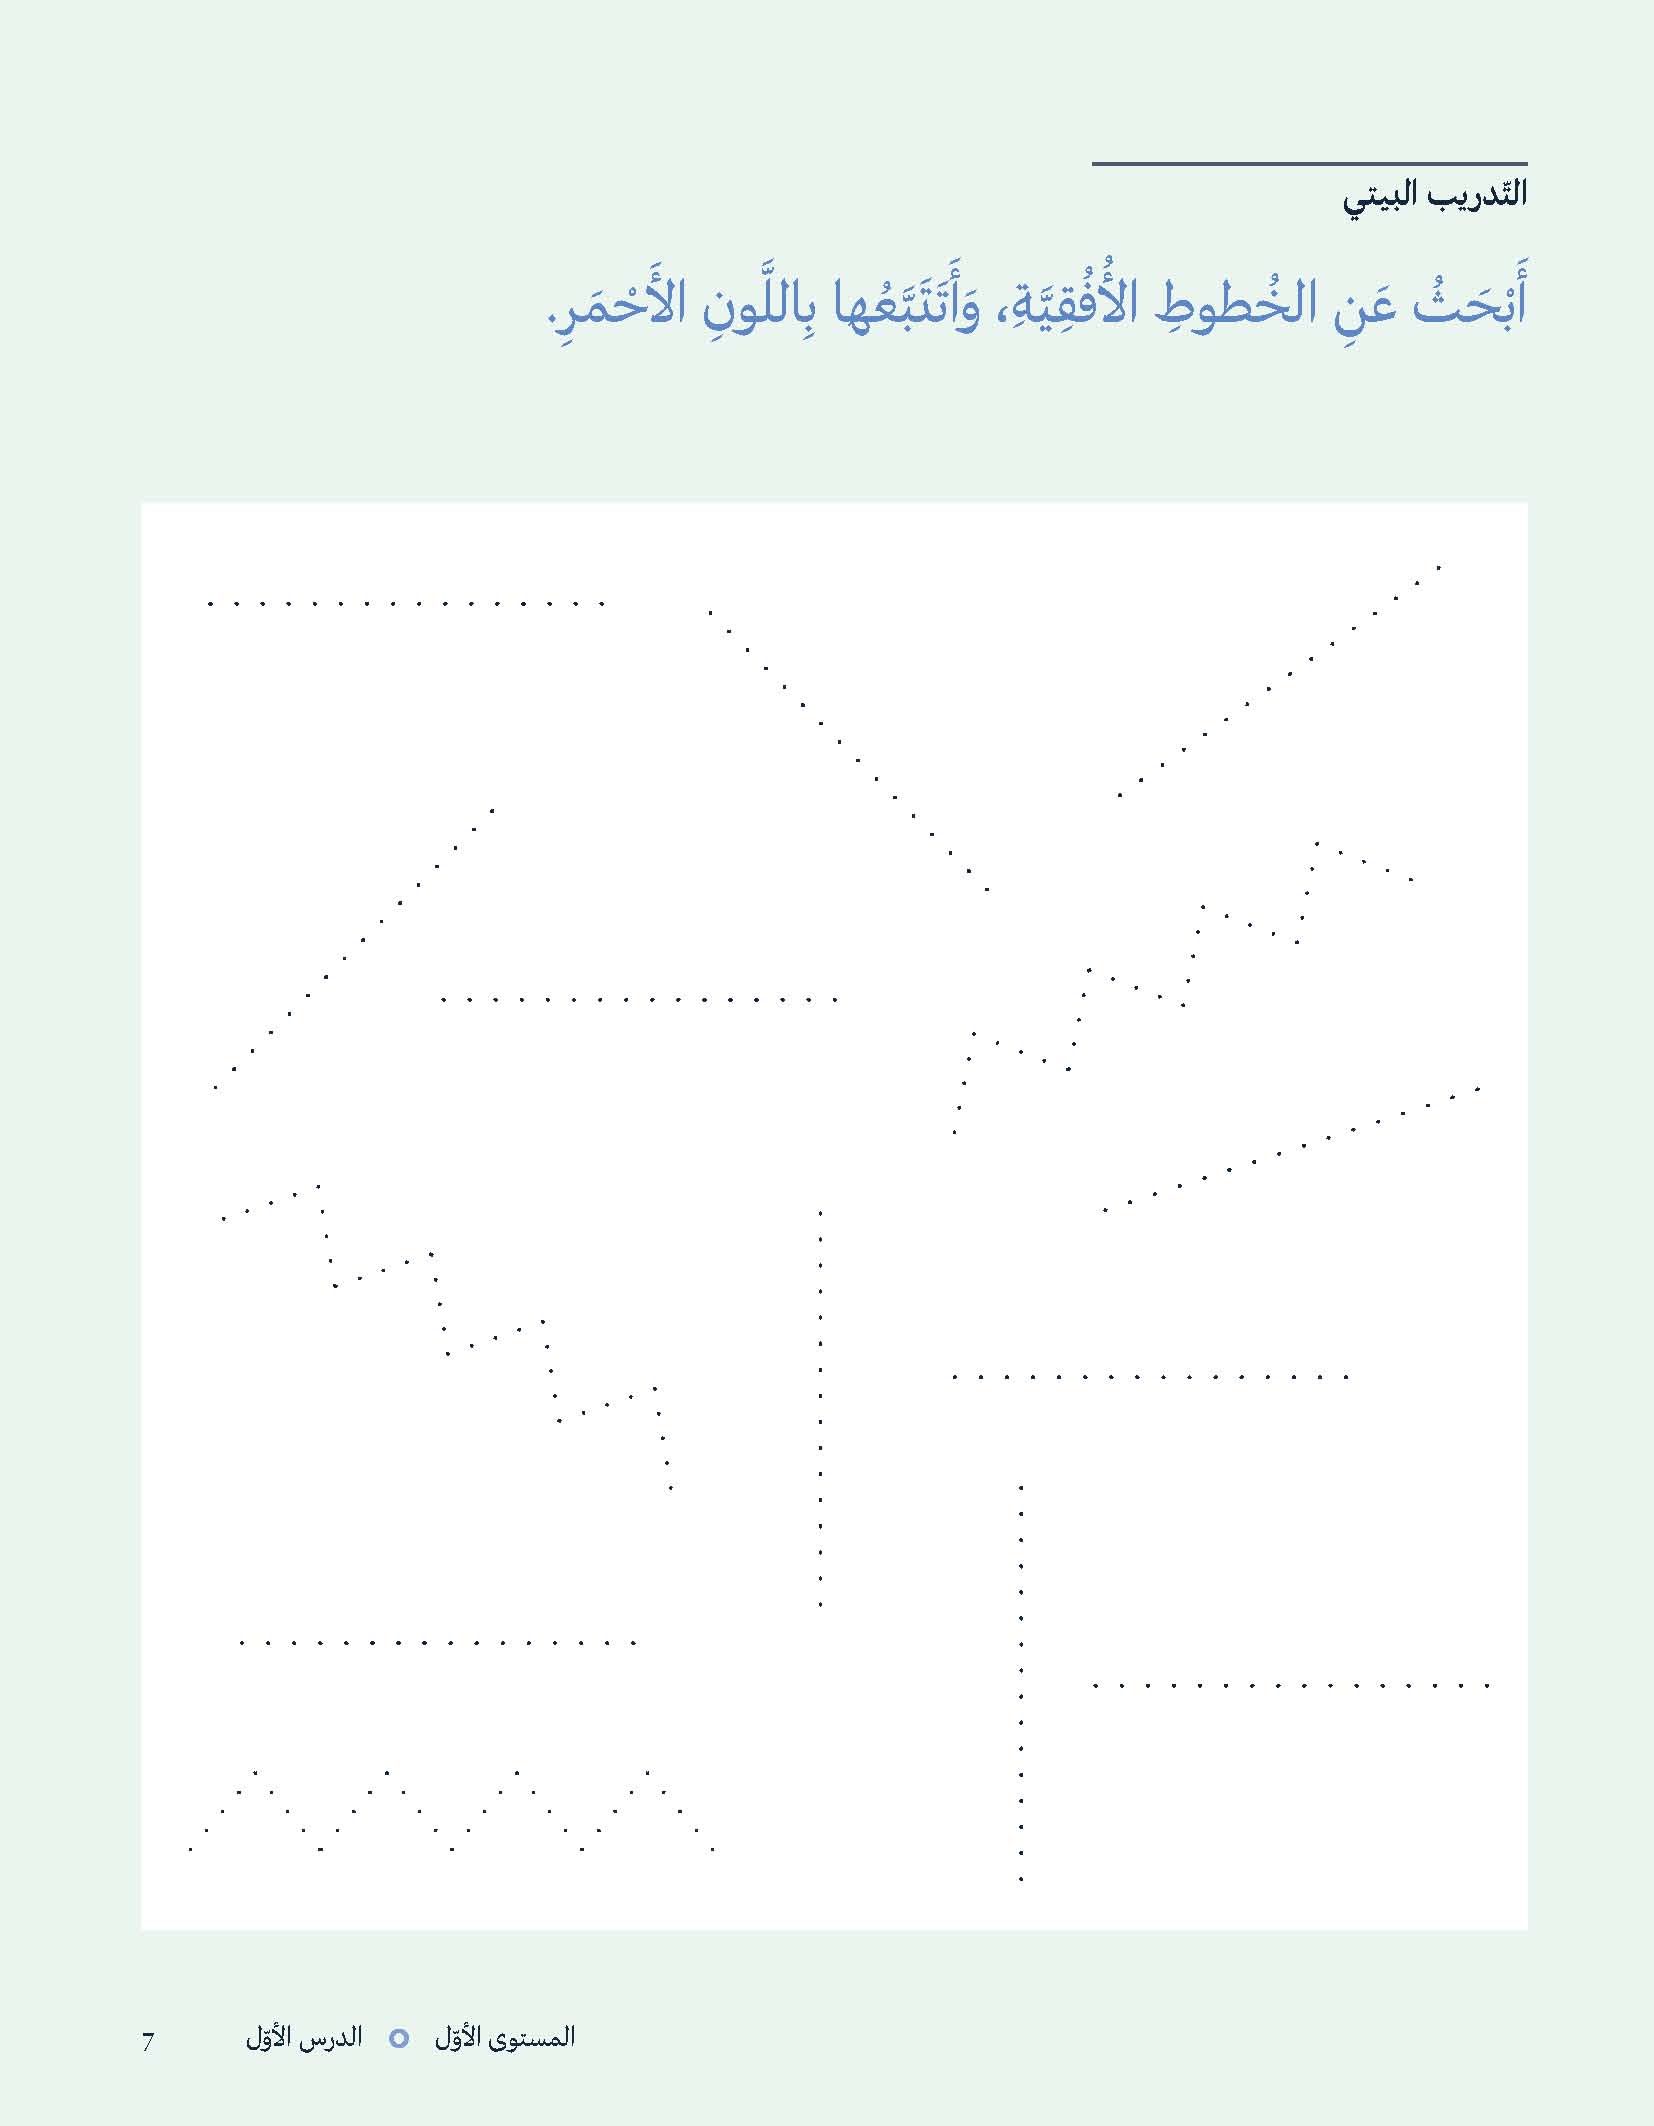 التّدريب البيتي
أَبْحَثُ عَنِ الخُطوطِ الأُفُقِيَّةِ، وَأَتَتَبَّعُها بِاللَّونِ الأَحْمَرِ.
المستوى الأوّل الدرس الأوّل 7